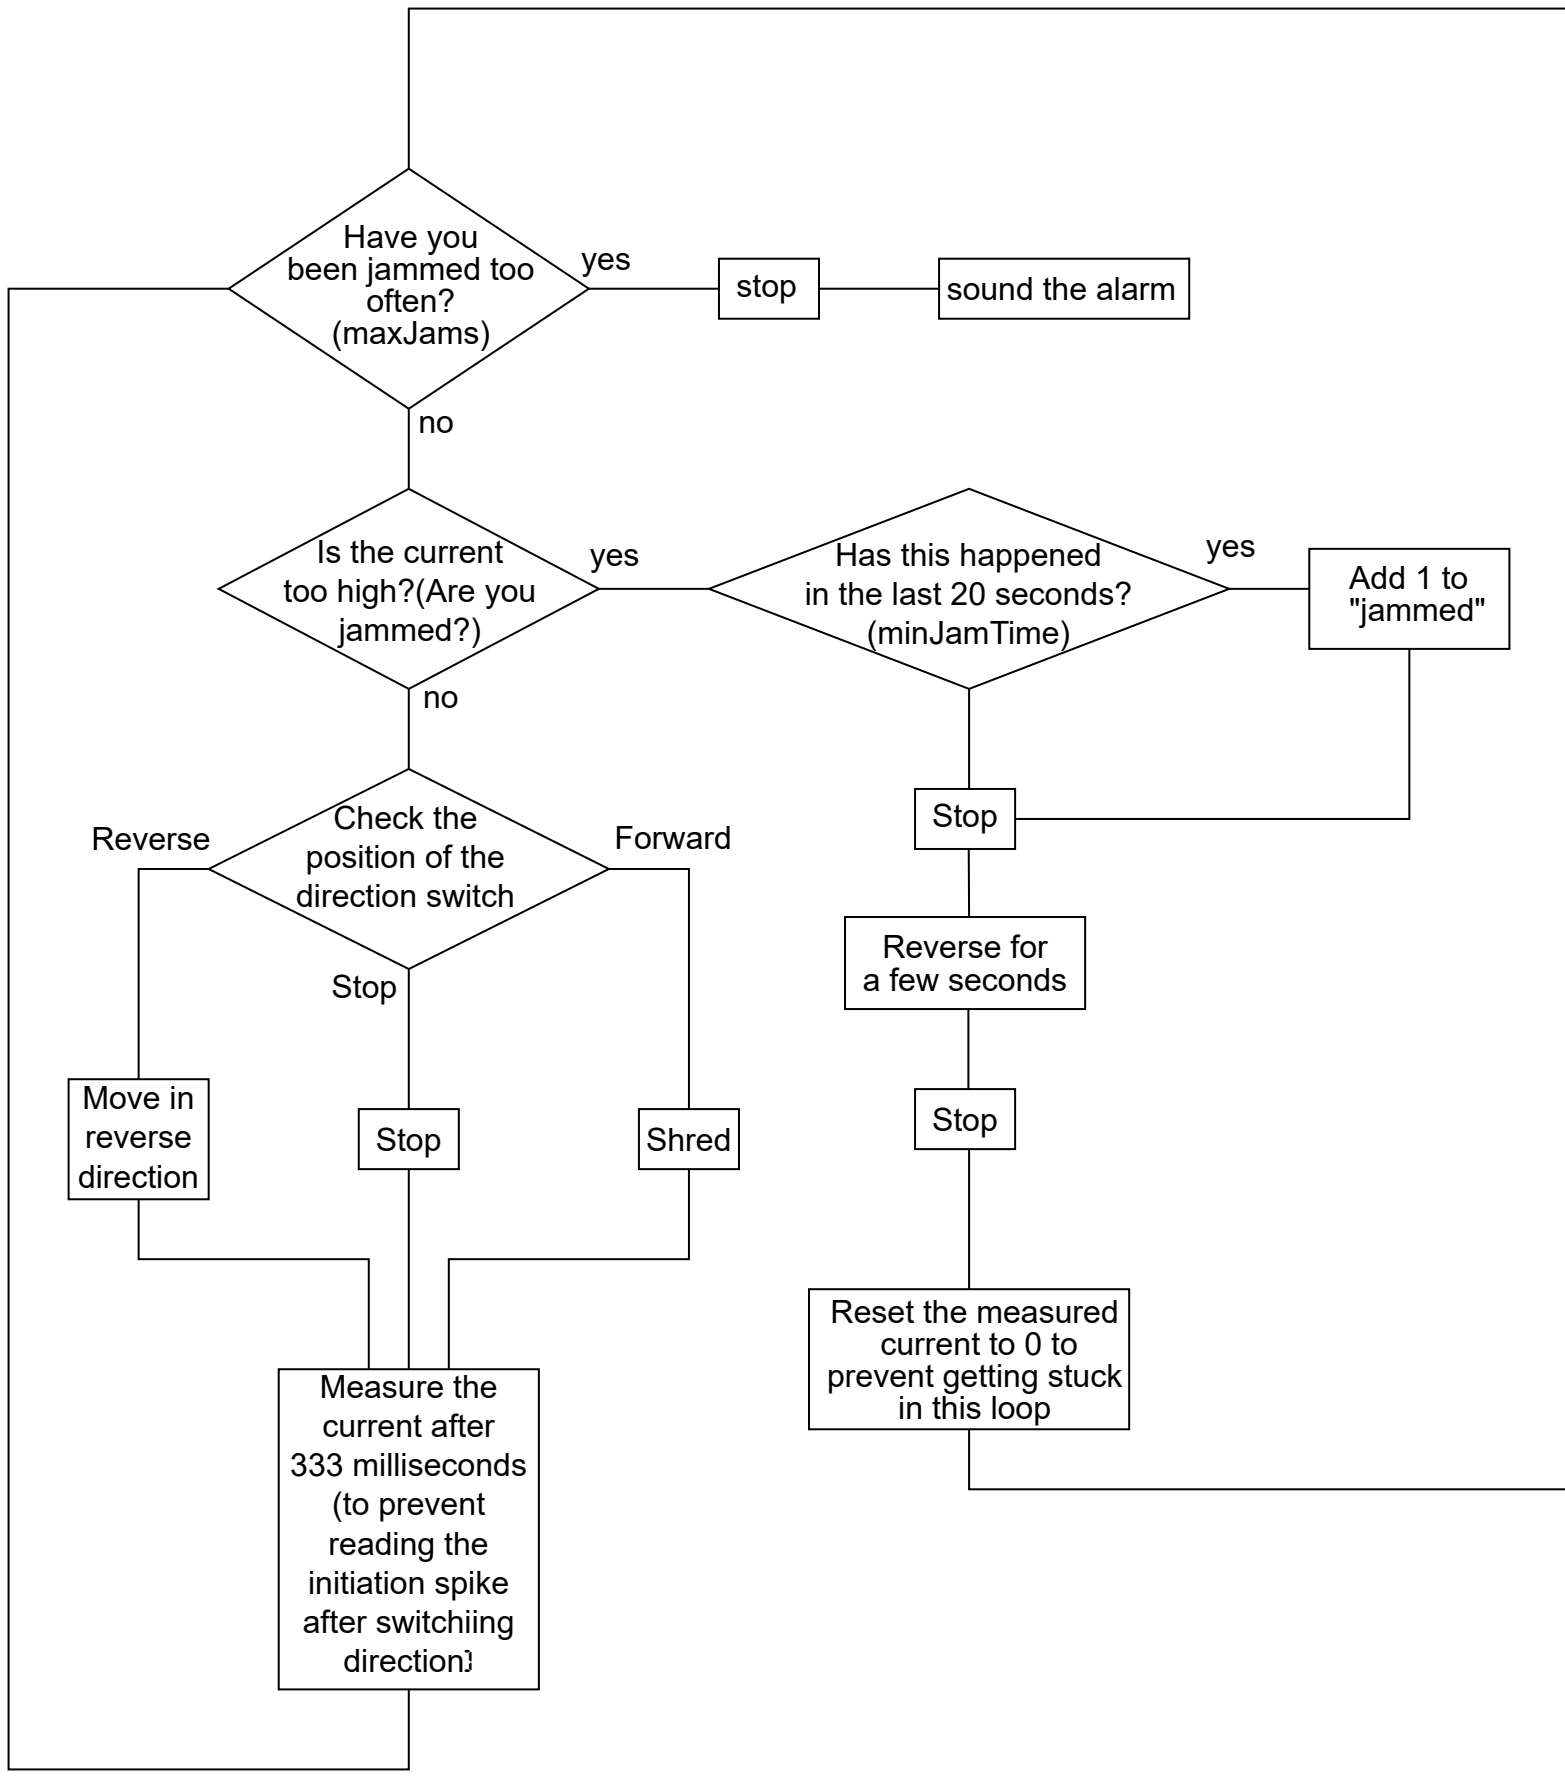 Have you
been jammed too
often?
(maxJams)
yes
stop
sound the alarm
no
Is the current
too high?(Are you
jammed?)
yes
Has this happened
in the last 20 seconds?
(minJamTime)
yes
Add 1 to
"jammed"
no
Check the
position of the
direction switch
Reverse
Forward
Stop
Stop
Reverse for
a few seconds
Move in
reverse
direction
Stop
Shred
Stop
Reset the measured
current to 0 to
prevent getting stuck
in this loop
Measure the
current after
333 milliseconds
(to prevent
reading the
initiation spike
after switchiing
direction)